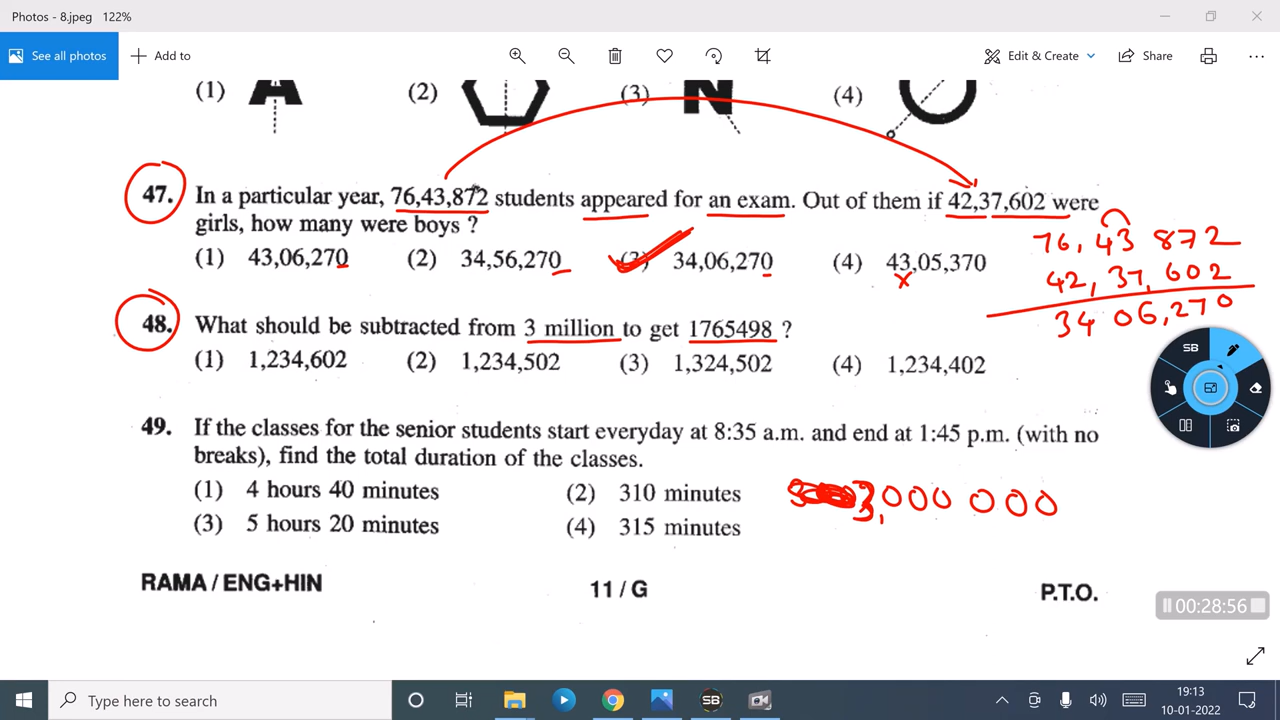 Photos - 8.jpeg 122%
See all photos Add to Edit & Create Share
(1) A (2) (3) N (4)
47. In a particular year, 76,43,872 students appeared for an exam. Out of them if 42,37,602 were
girls, how many were boys ?
(1) 43,06,270 (2) 34,56,270 (3) 34,06,270 (4) 43,05,370
76,43 872
42,37,602
3406,270
48. What should be subtracted from 3 million to get 1765498 ?
(1) 1,234,602 (2) 1,234,502 (3) 1,324,502 (4) 1,234,402
SB
49. If the classes for the senior students start everyday at 8:35 a.m. and end at 1:45 p.m. (with no
breaks), find the total duration of the classes.
(1) 4 hours 40 minutes (2) 310 minutes
3,000 000
(3) 5 hours 20 minutes (4) 315 minutes
RAMA / ENG+HIN 11 / G P.T.O.
00:28:56
Type here to search SB 19:13
10-01-2022